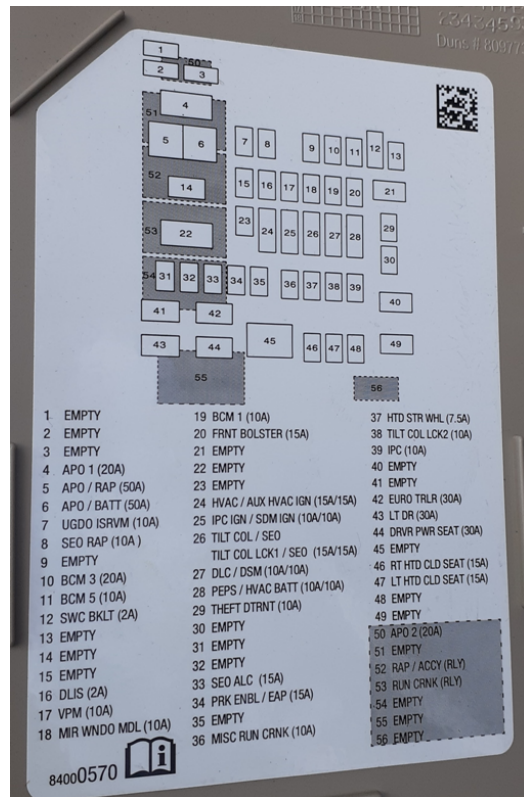 234345
Duns # 8097
1
2
50
3
51
4
5
6
7
8
9
10
11
12
13
52
14
15
16
17
18
19
20
21
53
22
23
24
25
26
27
28
29
30
54
31
32
33
34
35
36
37
38
39
40
41
42
43
44
45
46
47
48
49
55
56
1 EMPTY
2 EMPTY
3 EMPTY
4 APO 1 (20A)
5 APO / RAP (50A)
6 APO / BATT (50A)
7 UGDO ISRVM (10A)
8 SEO RAP (10A )
9 EMPTY
10 BCM 3 (20A)
11 BCM 5 (10A)
12 SWC BKLT (2A)
13 EMPTY
14 EMPTY
15 EMPTY
16 DLIS (2A)
17 VPM (10A)
18 MIR WNDO MDL (10A)
19 BCM 1 (10A)
20 FRNT BOLSTER (15A)
21 EMPTY
22 EMPTY
23 EMPTY
24 HVAC / AUX HVAC IGN (15A/15A)
25 IPC IGN / SDM IGN (10A/10A)
26 TILT COL / SEO
TILT COL LCK1 / SEO (15A/15A)
27 DLC / DSM (10A/10A)
28 PEPS / HVAC BATT (10A/10A)
29 THEFT DTRNT (10A)
30 EMPTY
31 EMPTY
32 EMPTY
33 SEO ALC (15A)
34 PRK ENBL / EAP (15A)
35 EMPTY
36 MISC RUN CRNK (10A)
37 HTD STR WHL (7.5A)
38 TILT COL LCK2 (10A)
39 IPC (10A)
40 EMPTY
41 EMPTY
42 EURO TRLR (30A)
43 LT DR (30A)
44 DRVR PWR SEAT (30A)
45 EMPTY
46 RT HTD CLD SEAT (15A)
47 LT HTD CLD SEAT (15A)
48 EMPTY
49 EMPTY
50 APO 2 (20A)
51 EMPTY
52 RAP / ACCY (RLY)
53 RUN CRNK (RLY)
54 EMPTY
55 EMPTY
56 EMPTY
84000570